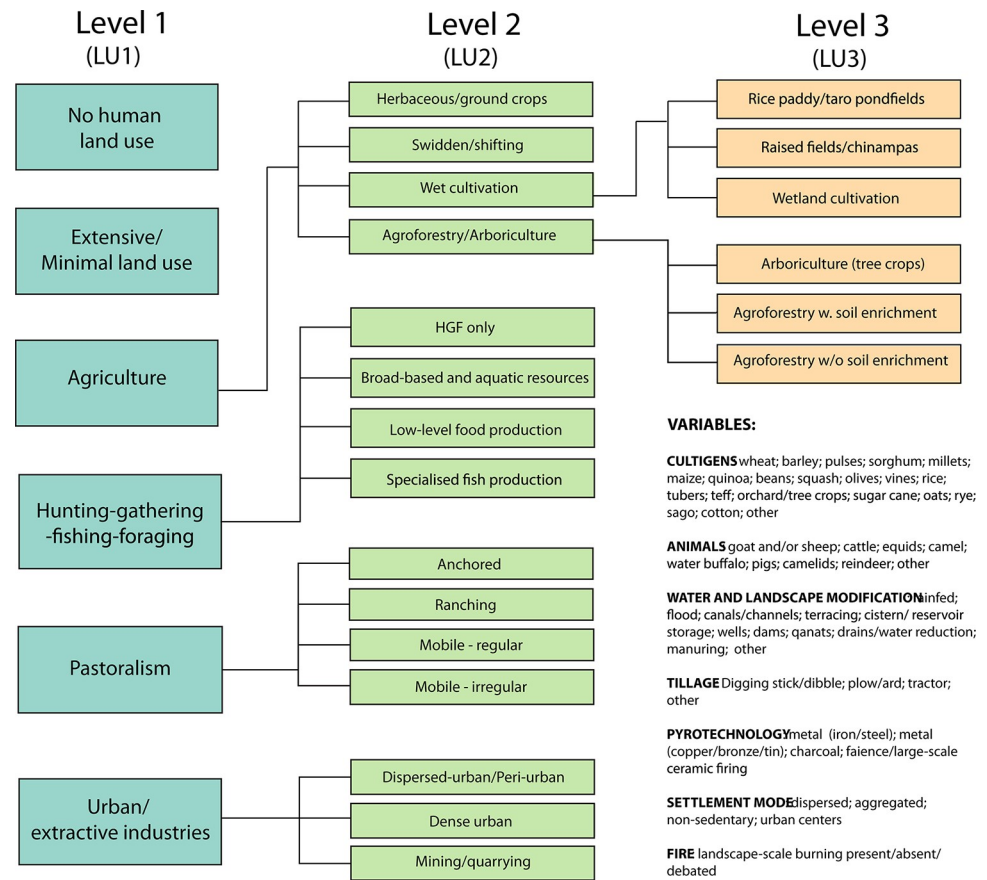 Level 1
(LU1)
No human
land use
Extensive/
Minimal land use
Agriculture
Hunting-gathering
-fishing-foraging
Pastoralism
Urban/
extractive industries
Level 2
(LU2)
Herbaceous/ground crops
Swidden/shifting
Wet cultivation
Agroforestry/Arboriculture
HGF only
Broad-based and aquatic resources
Low-level food production
Specialised fish production
Anchored
Ranching
Mobile - regular
Mobile - irregular
Dispersed-urban/Peri-urban
Dense urban
Mining/quarrying
Level 3
(LU3)
Rice paddy/taro pondfields
Raised fields/chinampas
Wetland cultivation
Arboriculture (tree crops)
Agroforestry w. soil enrichment
Agroforestry w/o soil enrichment
VARIABLES:
CULTIGENS wheat; barley; pulses; sorghum; millets;
maize; quinoa; beans; squash; olives; vines; rice;
tubers; teff; orchard/tree crops; sugar cane; oats; rye;
sago; cotton; other
ANIMALS goat and/or sheep; cattle; equids; camel;
water buffalo; pigs; camelids; reindeer; other
WATER AND LANDSCAPE MODIFICATION rainfed;
flood; canals/channels; terracing; cistern/ reservoir
storage; wells; dams; qanats; drains/water reduction;
manuring; other
TILLAGE Digging stick/dibble; plow/ard; tractor;
other
PYROTECHNOLOGY metal (iron/steel); metal
(copper/bronze/tin); charcoal; faience/large-scale
ceramic firing
SETTLEMENT MODE dispersed; aggregated;
non-sedentary; urban centers
FIRE landscape-scale burning present/absent/
debated